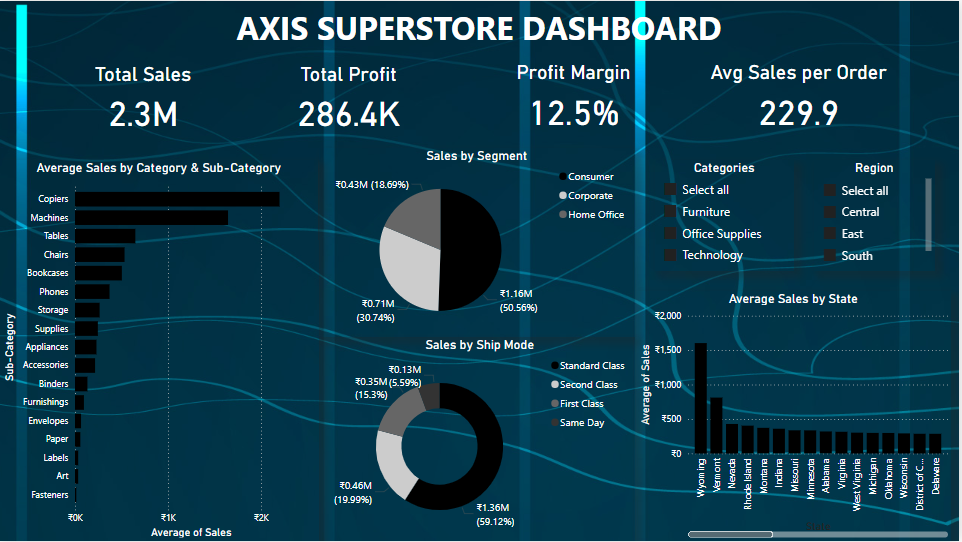 AXIS SUPERSTORE DASHBOARD
Total Sales
2.3M
Total Profit
286.4K
Profit Margin
12.5%
Avg Sales per Order
229.9
Average Sales by Category & Sub-Category
Sub-Category
Copiers
Machines
Tables
Chairs
Bookcases
Phones
Storage
Supplies
Appliances
Accessories
Binders
Furnishings
Envelopes
Paper
Labels
Art
Fasteners
₹0K ₹1K ₹2K
Average of Sales
Sales by Segment
₹0.43M (18.69%)
₹0.71M
(30.74%)
₹1.16M
(50.56%)
Consumer
Corporate
Home Office
Sales by Ship Mode
₹0.13M
(5.59%)
₹0.35M
(15.3%)
₹0.46M
(19.99%)
₹1.36M
(59.12%)
Standard Class
Second Class
First Class
Same Day
Categories
Select all
Furniture
Office Supplies
Technology
Region
Select all
Central
East
South
Average Sales by State
Average of Sales
₹2,000
₹1,500
₹1,000
₹500
₹0
Wyoming
Vermont
Nevada
Rhode Island
Montana
Indiana
Missouri
Minnesota
Alabama
Virginia
West Virginia
Michigan
Oklahoma
Wisconsin
District of C...
Delaware